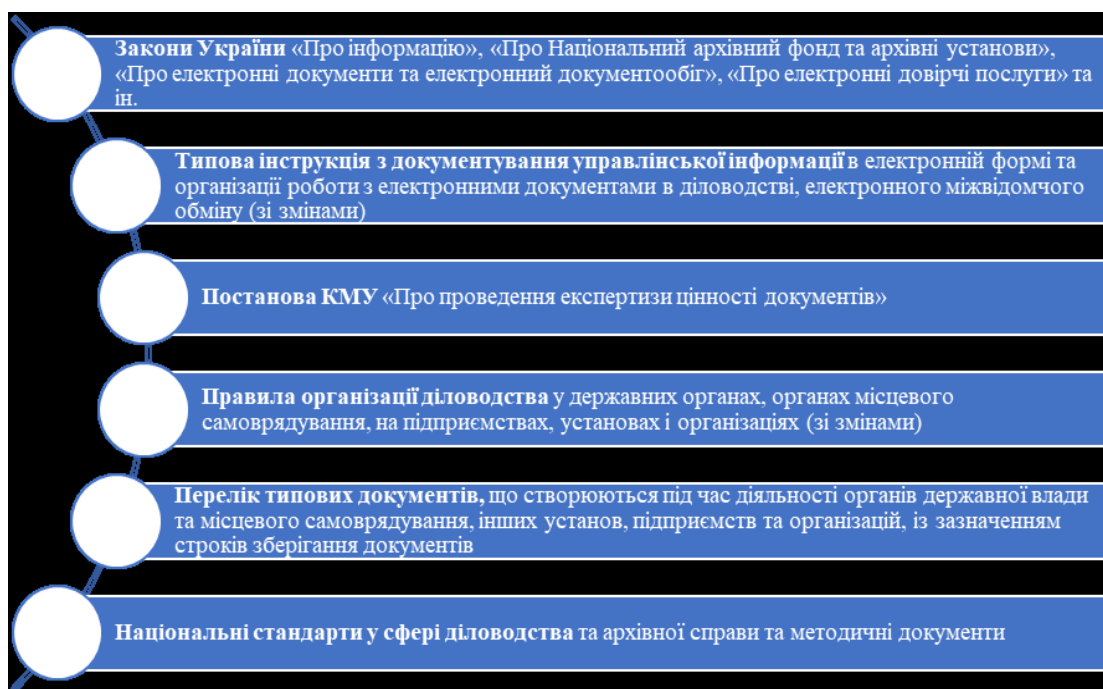 Закони України «Про інформацію», «Про Національний архівний фонд та архівні установи»,
«Про електронні документи та електронний документообіг», «Про електронні довірчі послуги» та
ін.
Типова інструкція з документування управлінської інформації в електронній формі та
організації роботи з електронними документами в діловодстві, електронного міжвідомчого
обміну (зі змінами)
Постанова КМУ «Про проведення експертизи цінності документів»
Правила організації діловодства у державних органах, органах місцевого
самоврядування, на підприємствах, установах і організаціях (зі змінами)
Перелік типових документів, що створюються під час діяльності органів державної влади
та місцевого самоврядування, інших установ, підприємств та організацій, із зазначенням
строків зберігання документів
Національні стандарти у сфері діловодства та архівної справи та методичні документи